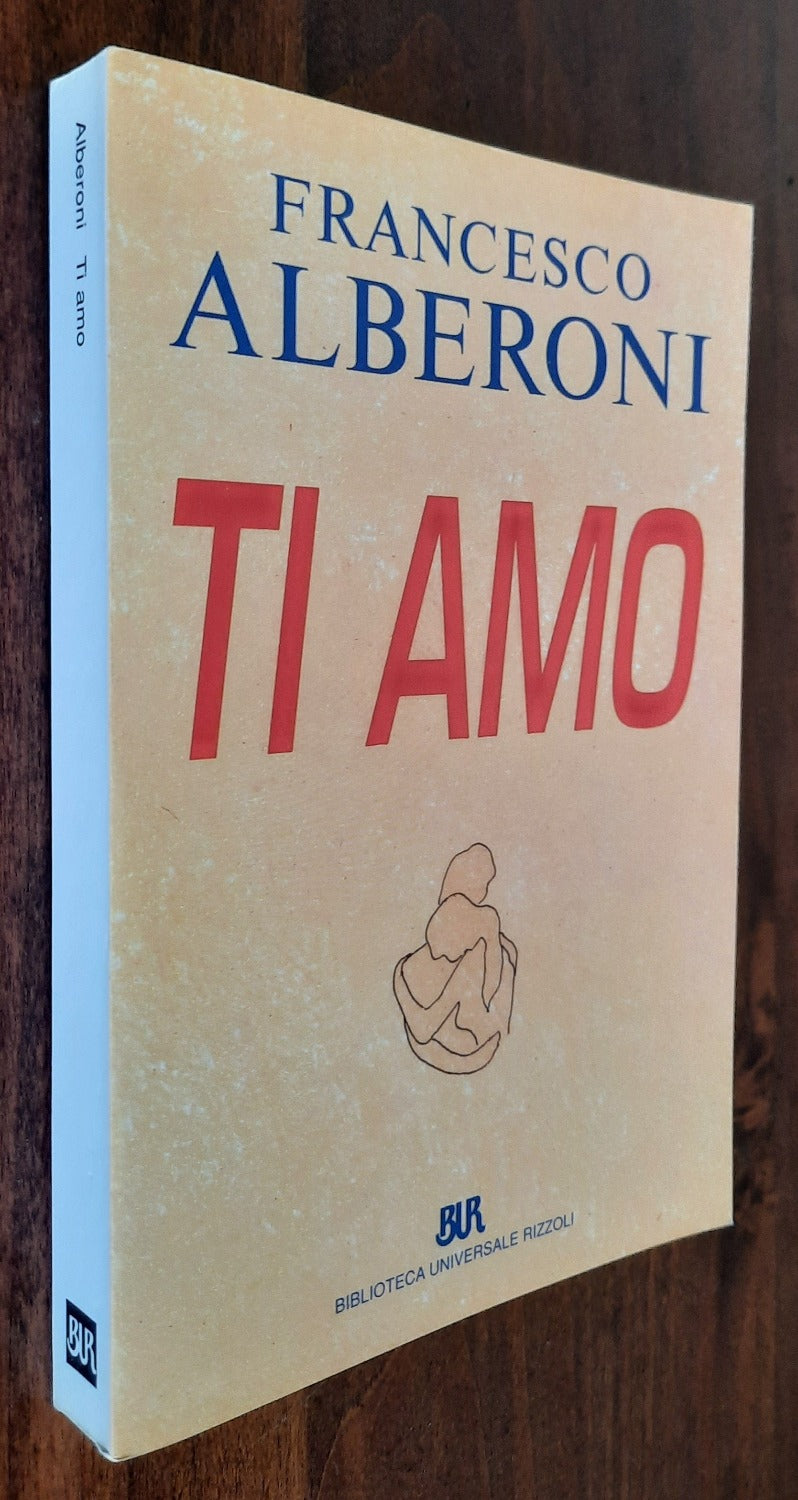 Alberoni Ti amo
BUR
FRANCESCO
ALBERONI
TI AMO
BUR
BIBLIOTECA UNIVERSALE RIZZOLI